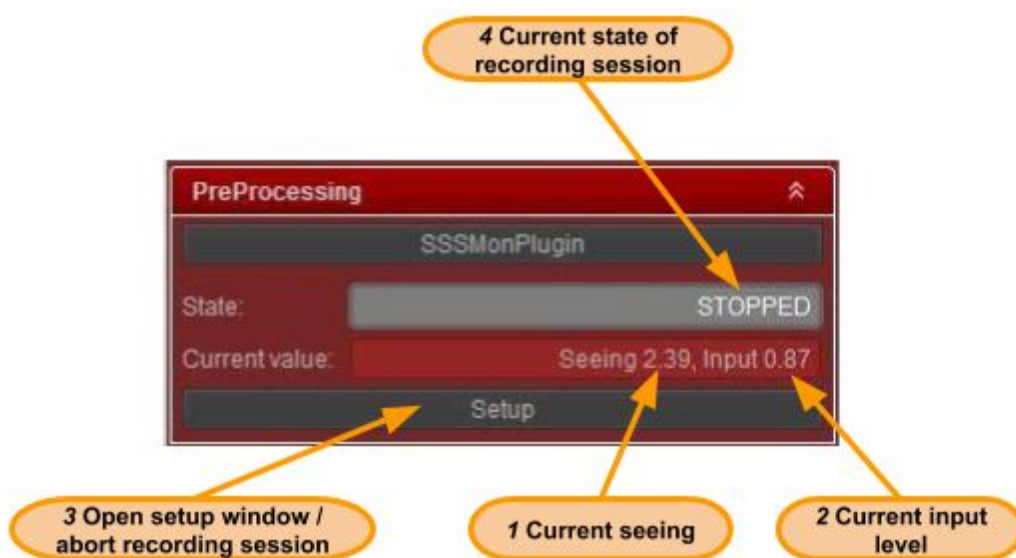 4 Current state of
recording session
PreProcessing
SSSMonPlugin
State:
STOPPED
Current value:
Seeing 2.39, Input 0.87
Setup
3 Open setup window /
abort recording session
1 Current seeing
2 Current input
level